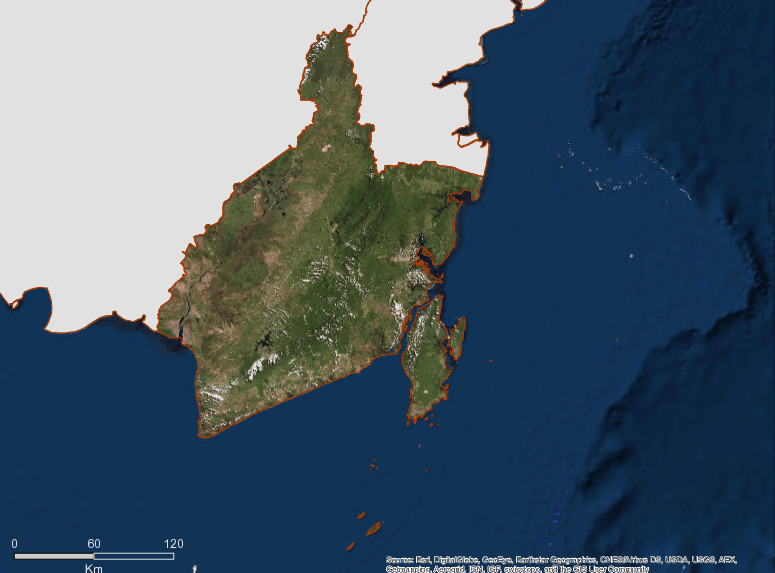 0 60 120
Km
Source: Esri, DigitalGlobe, GeoEye, Earthstar Geographics, CNES/Airbus DS, USDA, USGS, AEX,
Getmapping, Aerogrid, IGN, IGP, swisstopo, and the GIS User Community